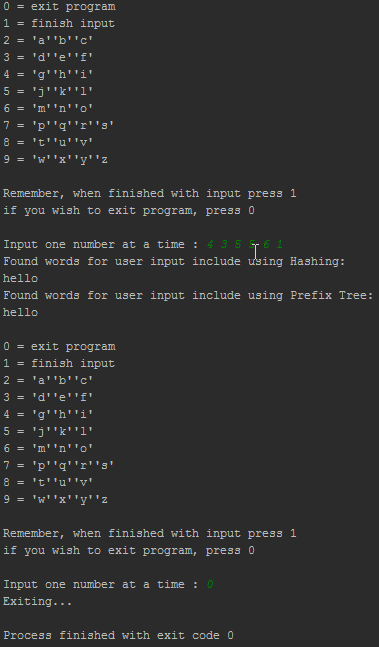 0 = exit program
1 = finish input
2 = 'a''b''c'
3 = 'd''e''f'
4 = 'g''h''i'
5 = 'j''k''l'
6 = 'm''n''o'
7 = 'p''q''r''s'
8 = 't''u''v'
9 = 'w''x''y''z
Remember, when finished with input press 1
if you wish to exit program, press 0
Input one number at a time : 4 3 5 5 6 1
Found words for user input include using Hashing:
hello
Found words for user input include using Prefix Tree:
hello
0 = exit program
1 = finish input
2 = 'a''b''c'
3 = 'd''e''f'
4 = 'g''h''i'
5 = 'j''k''l'
6 = 'm''n''o'
7 = 'p''q''r''s'
8 = 't''u''v'
9 = 'w''x''y''z
Remember, when finished with input press 1
if you wish to exit program, press 0
Input one number at a time : 0
Exiting...
Process finished with exit code 0